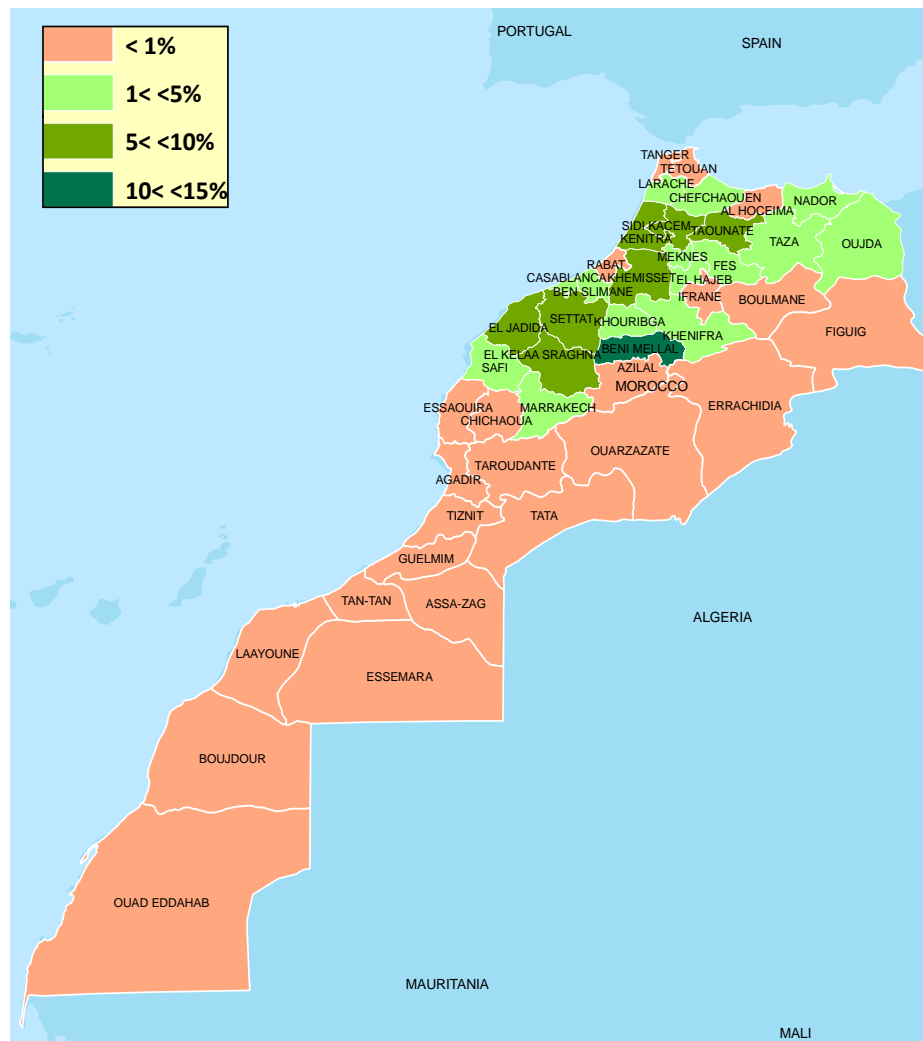 < 1%
1< <5%
5< <10%
10< <15%
PORTUGAL
SPAIN
TANGER
TETOUAN
LARACHE
CHEFCHAOUEN
AL HOCEIMA
NADOR
SIDI KACEM
KENITRA
TAOUNATE
TAZA
OUJDA
MEKNES
FES
RABAT
CASABLANCA
KHEMISSET
EL HAJEB
BEN SLIMANE
IFRANE
BOULMANE
SETTAT
EL JADIDA
KHOURIBGA
KHENIFRA
FIGUIG
BENI MELLAL
EL KELAA SRAGHNA
SAFI
AZILAL
MOROCCO
ESSAOUIRA
CHICHAOUA
MARRAKECH
ERRACHIDIA
OUARZAZATE
TAROUDANTE
AGADIR
TIZNIT
TATA
GUELMIM
TAN-TAN
ASSA-ZAG
ALGERIA
LAAYOUNE
ESSEMARA
BOUJDOUR
OUAD EDDAHAB
MAURITANIA
MALI